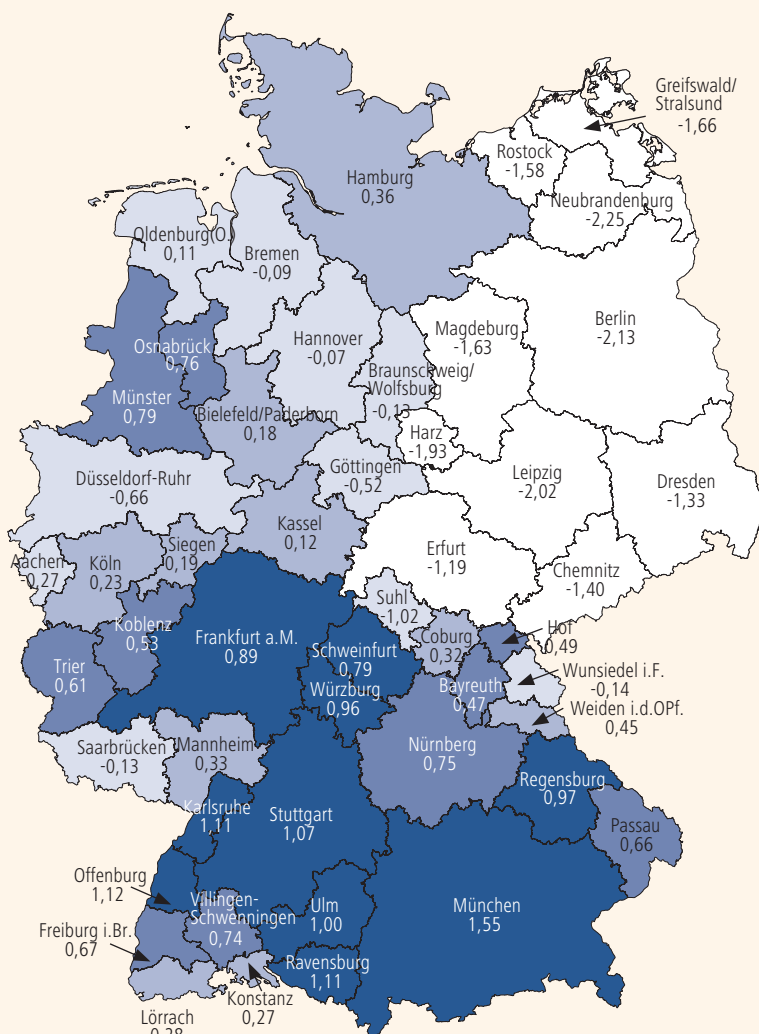 Greifswald/
Stralsund
-1,66
Rostock
-1,58
Hamburg
0,36
Neubrandenburg
-2,25
Oldenburg(O.)
0,11
Bremen
-0,09
Berlin
-2,13
Magdeburg
-1,63
Hannover
-0,07
Osnabrück
0,76
Braunschweig/
Wolfsburg
-0,13
Münster
0,79
Bielefeld/Paderborn
0,18
Harz
-1,93
Göttingen
-0,52
Leipzig
-2,02
Dresden
-1,33
Düsseldorf-Ruhr
-0,66
Kassel
0,12
Siegen
0,19
Erfurt
-1,19
Aachen
-0,27
Köln
0,23
Chemnitz
-1,40
Suhl
-1,02
Koblenz
0,53
Frankfurt a.M.
0,89
Coburg
0,32
Hof
0,49
Schweinfurt
0,79
Trier
0,61
Wunsiedel i.F.
-0,14
Bayreuth
0,47
Würzburg
0,96
Weiden i.d.OPf.
0,45
Saarbrücken
-0,13
Mannheim
0,33
Nürnberg
0,75
Regensburg
0,97
Karlsruhe
1,11
Stuttgart
1,07
Passau
0,66
Offenburg
1,12
Villingen-
Schwenningen
0,74
Ulm
1,00
München
1,55
Freiburg i.Br.
0,67
Ravensburg
1,11
Konstanz
0,27
Lörrach